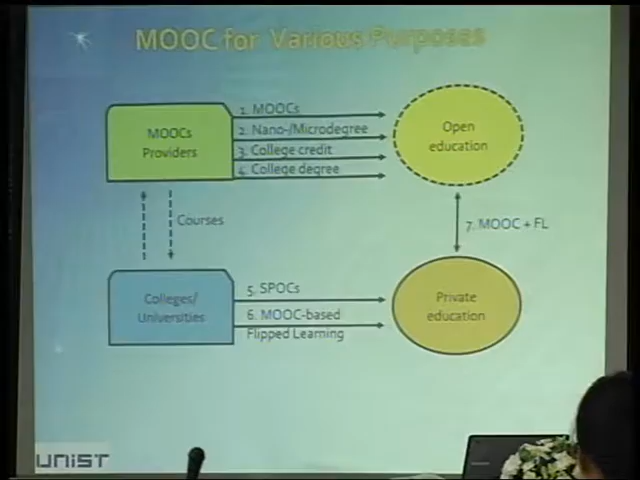 MOOC for Various Purposes
MOOCs
Providers
1. MOOCs
2. Nano-/Microdegree
3. College credit
4. College degree
Open
education
Courses
7. MOOC + FL
Colleges/
Universities
5. SPOCs
6. MOOC-based
Flipped Learning
Private
education
UNIST